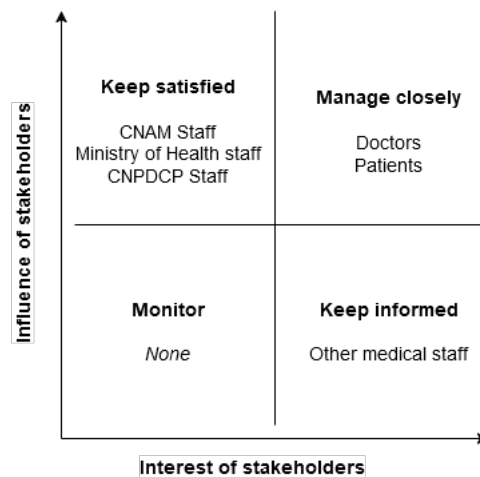 Influence of stakeholders
Keep satisfied
CNAM Staff
Ministry of Health staff
CNPDCP Staff
Manage closely
Doctors
Patients
Monitor
None
Keep informed
Other medical staff
Interest of stakeholders